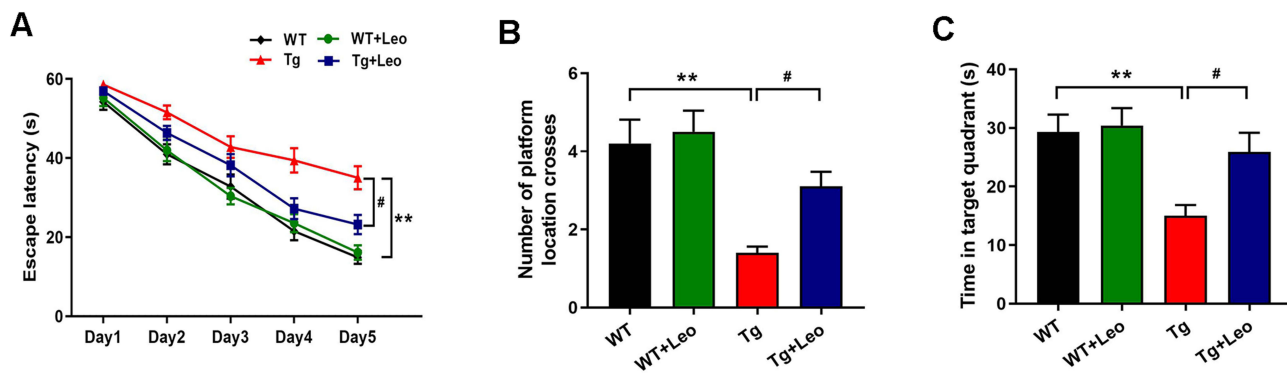 A
WT
WT+Leo
Tg
Tg+Leo
Escape latency (s)
60
40
20
0
#
**
Day1
Day2
Day3
Day4
Day5
B
Number of platform
location crosses
6
4
2
0
**
#
WT
WT+Leo
Tg
Tg+Leo
C
Time in target quadrant (s)
40
30
20
10
0
**
#
WT
WT+Leo
Tg
Tg+Leo